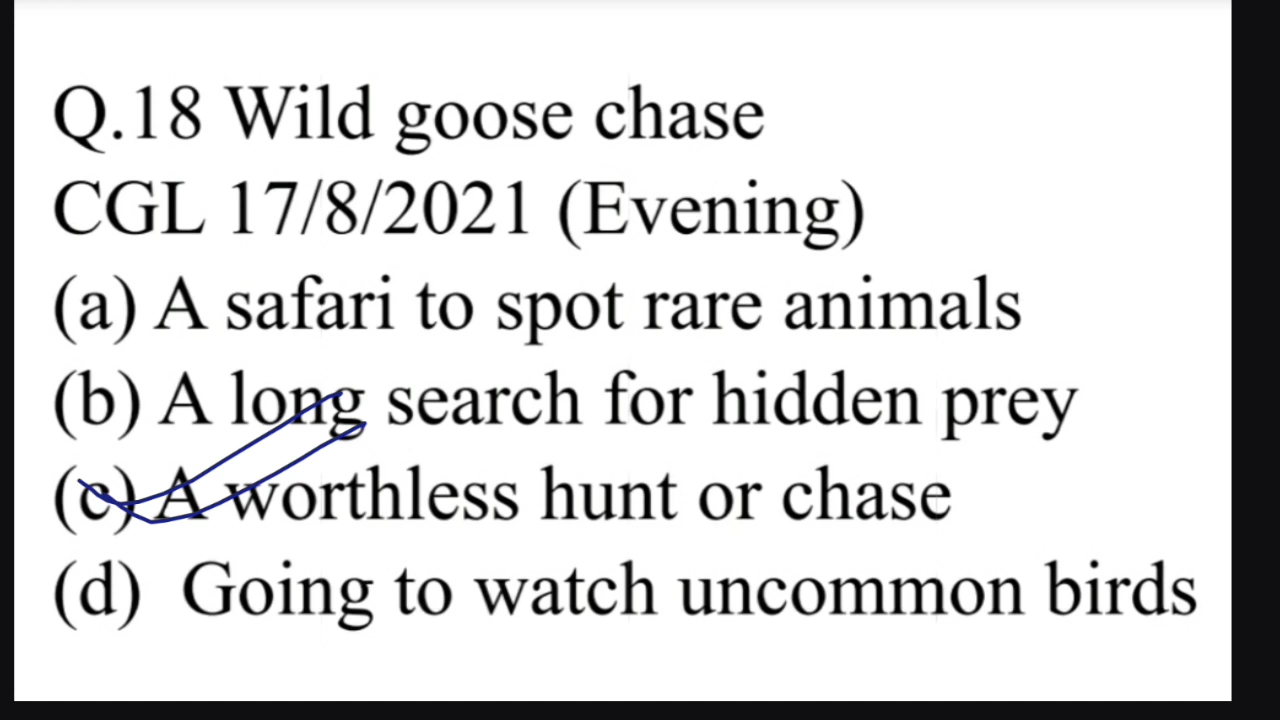 Q.18 Wild goose chase
CGL 17/8/2021 (Evening)
(a) A safari to spot rare animals
(b) A long search for hidden prey
(c) A worthless hunt or chase
(d) Going to watch uncommon birds